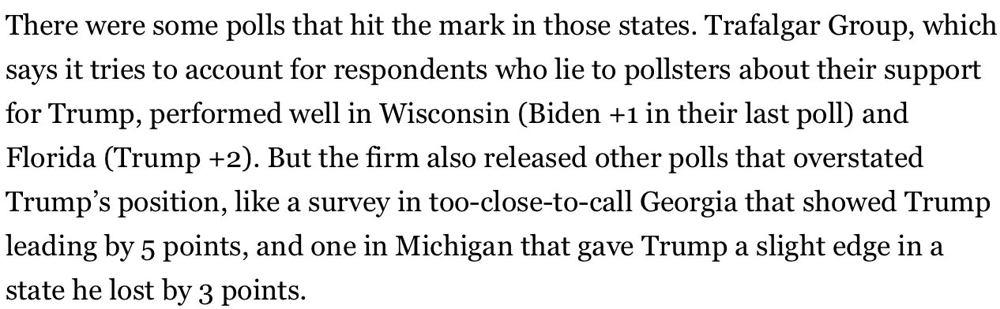 There were some polls that hit the mark in those states. Trafalgar Group, which
says it tries to account for respondents who lie to pollsters about their support
for Trump, performed well in Wisconsin (Biden +1 in their last poll) and
Florida (Trump +2). But the firm also released other polls that overstated
Trump’s position, like a survey in too-close-to-call Georgia that showed Trump
leading by 5 points, and one in Michigan that gave Trump a slight edge in a
state he lost by 3 points.